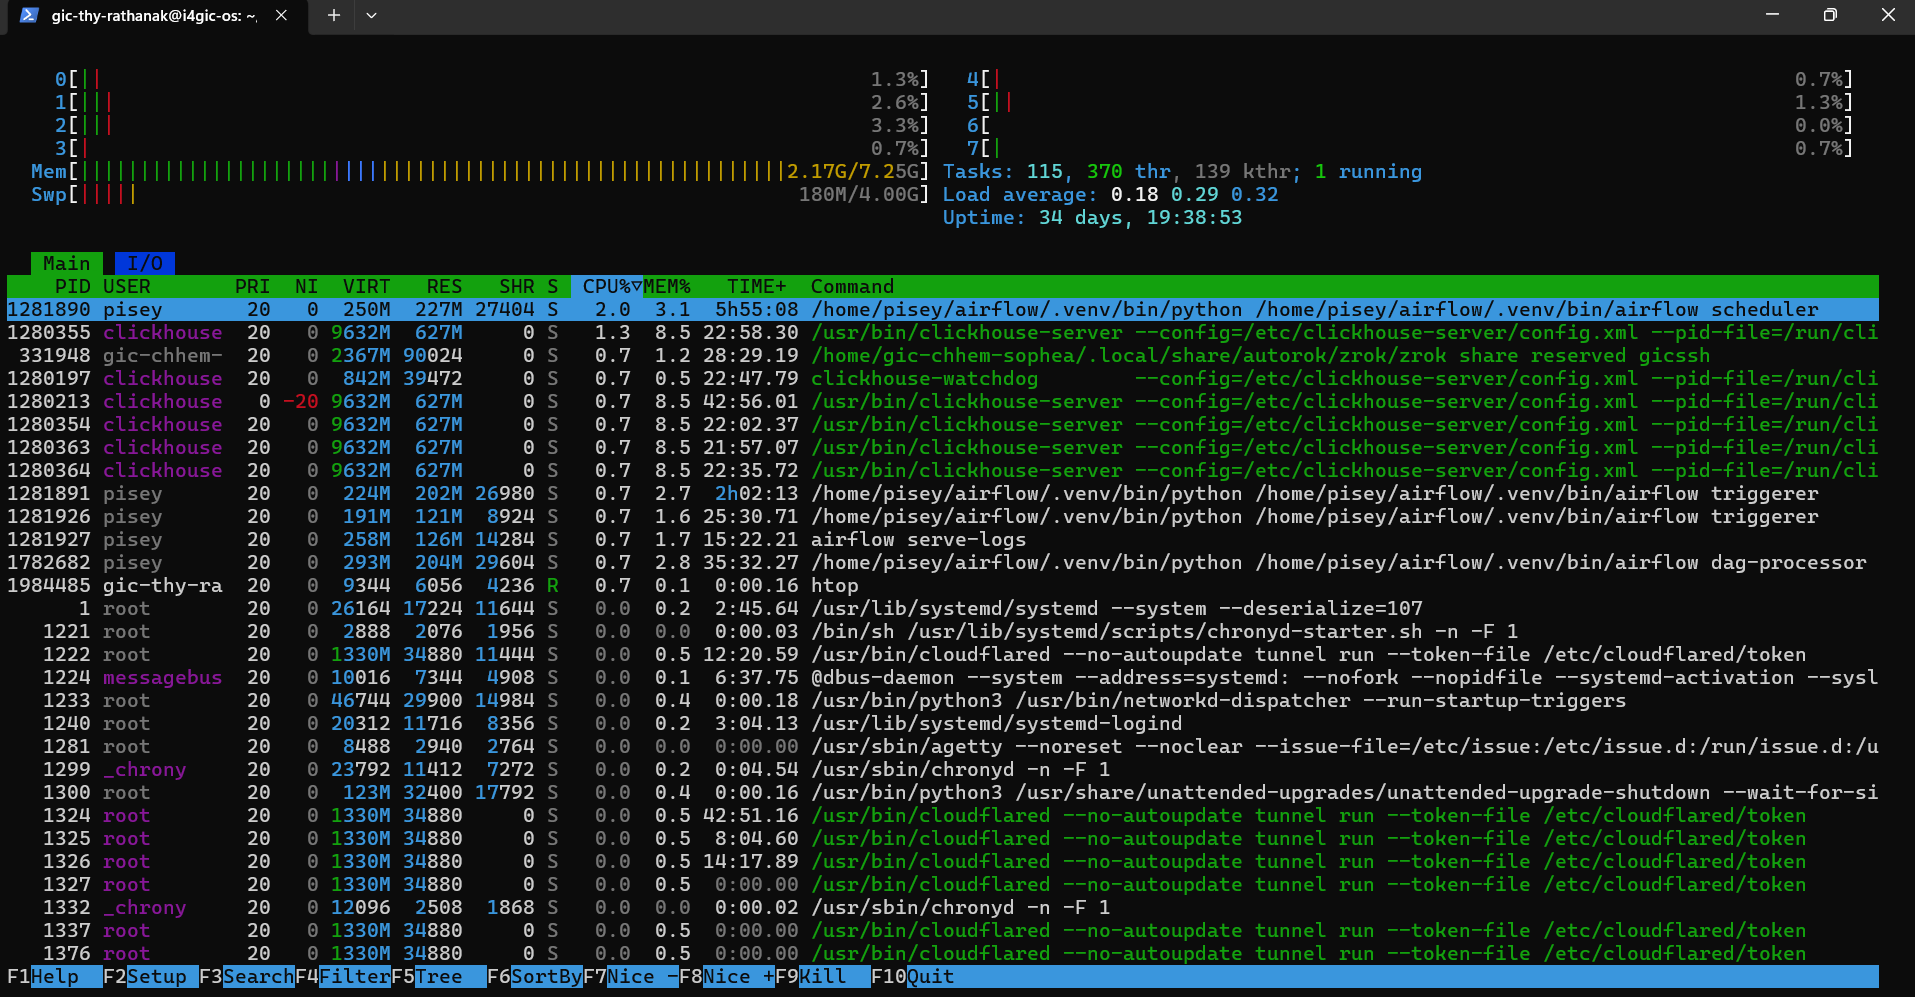 gic-thy-rathanak@i4gic-os: ~,
0[|| 1.3%] 4[| 0.7%]
1[||| 2.6%] 5[|| 1.3%]
2[||| 3.3%] 6[ 0.0%]
3[| 0.7%] 7[| 0.7%]
Mem[||||||||||||||||||||||||||||||||||||||||||||||||||||||||||| 2.17G/7.25G] Tasks: 115, 370 thr, 139 kthr; 1 running
Swp[||||| 180M/4.00G] Load average: 0.18 0.29 0.32
Uptime: 34 days, 19:38:53
Main I/O
PID USER PRI NI VIRT RES SHR S CPU%▽MEM% TIME+ Command
1281890 pisey 20 0 250M 227M 27404 S 2.0 3.1 5h55:08 /home/pisey/airflow/.venv/bin/python /home/pisey/airflow/.venv/bin/airflow scheduler
1280355 clickhouse 20 0 9632M 627M 0 S 1.3 8.5 22:58.30 /usr/bin/clickhouse-server --config=/etc/clickhouse-server/config.xml --pid-file=/run/cli
331948 gic-chhem- 20 0 2367M 90024 0 S 0.7 1.2 28:29.19 /home/gic-chhem-sophea/.local/share/autorok/zrok/zrok share reserved gicssh
1280197 clickhouse 20 0 842M 39472 0 S 0.7 0.5 22:47.79 clickhouse-watchdog --config=/etc/clickhouse-server/config.xml --pid-file=/run/cli
1280213 clickhouse 0 -20 9632M 627M 0 S 0.7 8.5 42:56.01 /usr/bin/clickhouse-server --config=/etc/clickhouse-server/config.xml --pid-file=/run/cli
1280354 clickhouse 20 0 9632M 627M 0 S 0.7 8.5 22:02.37 /usr/bin/clickhouse-server --config=/etc/clickhouse-server/config.xml --pid-file=/run/cli
1280363 clickhouse 20 0 9632M 627M 0 S 0.7 8.5 21:57.07 /usr/bin/clickhouse-server --config=/etc/clickhouse-server/config.xml --pid-file=/run/cli
1280364 clickhouse 20 0 9632M 627M 0 S 0.7 8.5 22:35.72 /usr/bin/clickhouse-server --config=/etc/clickhouse-server/config.xml --pid-file=/run/cli
1281891 pisey 20 0 224M 202M 26980 S 0.7 2.7 2h02:13 /home/pisey/airflow/.venv/bin/python /home/pisey/airflow/.venv/bin/airflow triggerer
1281926 pisey 20 0 191M 121M 8924 S 0.7 1.6 25:30.71 /home/pisey/airflow/.venv/bin/python /home/pisey/airflow/.venv/bin/airflow triggerer
1281927 pisey 20 0 258M 126M 14284 S 0.7 1.7 15:22.21 airflow serve-logs
1782682 pisey 20 0 293M 204M 29604 S 0.7 2.8 35:32.27 /home/pisey/airflow/.venv/bin/python /home/pisey/airflow/.venv/bin/airflow dag-processor
1984485 gic-thy-ra 20 0 9344 6056 4236 R 0.7 0.1 0:00.16 htop
1 root 20 0 26164 17224 11644 S 0.0 0.2 2:45.64 /usr/lib/systemd/systemd --system --deserialize=107
1221 root 20 0 2888 2076 1956 S 0.0 0.0 0:00.03 /bin/sh /usr/lib/systemd/scripts/chronyd-starter.sh -n -F 1
1222 root 20 0 1330M 34880 11444 S 0.0 0.5 12:20.59 /usr/bin/cloudflared --no-autoupdate tunnel run --token-file /etc/cloudflared/token
1224 messagebus 20 0 10016 7344 4908 S 0.0 0.1 6:37.75 @dbus-daemon --system --address=systemd: --nofork --nopidfile --systemd-activation --sysl
1233 root 20 0 46744 29900 14984 S 0.0 0.4 0:00.18 /usr/bin/python3 /usr/bin/networkd-dispatcher --run-startup-triggers
1240 root 20 0 20312 11716 8356 S 0.0 0.2 3:04.13 /usr/lib/systemd/systemd-logind
1281 root 20 0 8488 2940 2764 S 0.0 0.0 0:00.00 /usr/sbin/agetty --noreset --noclear --issue-file=/etc/issue:/etc/issue.d:/run/issue.d:/u
1299 _chrony 20 0 23792 11412 7272 S 0.0 0.2 0:04.54 /usr/sbin/chronyd -n -F 1
1300 root 20 0 123M 32400 17792 S 0.0 0.4 0:00.16 /usr/bin/python3 /usr/share/unattended-upgrades/unattended-upgrade-shutdown --wait-for-si
1324 root 20 0 1330M 34880 0 S 0.0 0.5 42:51.16 /usr/bin/cloudflared --no-autoupdate tunnel run --token-file /etc/cloudflared/token
1325 root 20 0 1330M 34880 0 S 0.0 0.5 8:04.60 /usr/bin/cloudflared --no-autoupdate tunnel run --token-file /etc/cloudflared/token
1326 root 20 0 1330M 34880 0 S 0.0 0.5 14:17.89 /usr/bin/cloudflared --no-autoupdate tunnel run --token-file /etc/cloudflared/token
1327 root 20 0 1330M 34880 0 S 0.0 0.5 0:00.00 /usr/bin/cloudflared --no-autoupdate tunnel run --token-file /etc/cloudflared/token
1332 _chrony 20 0 12096 2508 1868 S 0.0 0.0 0:00.02 /usr/sbin/chronyd -n -F 1
1337 root 20 0 1330M 34880 0 S 0.0 0.5 0:00.00 /usr/bin/cloudflared --no-autoupdate tunnel run --token-file /etc/cloudflared/token
1376 root 20 0 1330M 34880 0 S 0.0 0.5 0:00.00 /usr/bin/cloudflared --no-autoupdate tunnel run --token-file /etc/cloudflared/token
F1Help F2Setup F3SearchF4FilterF5Tree F6SortByF7Nice -F8Nice +F9Kill F10Quit